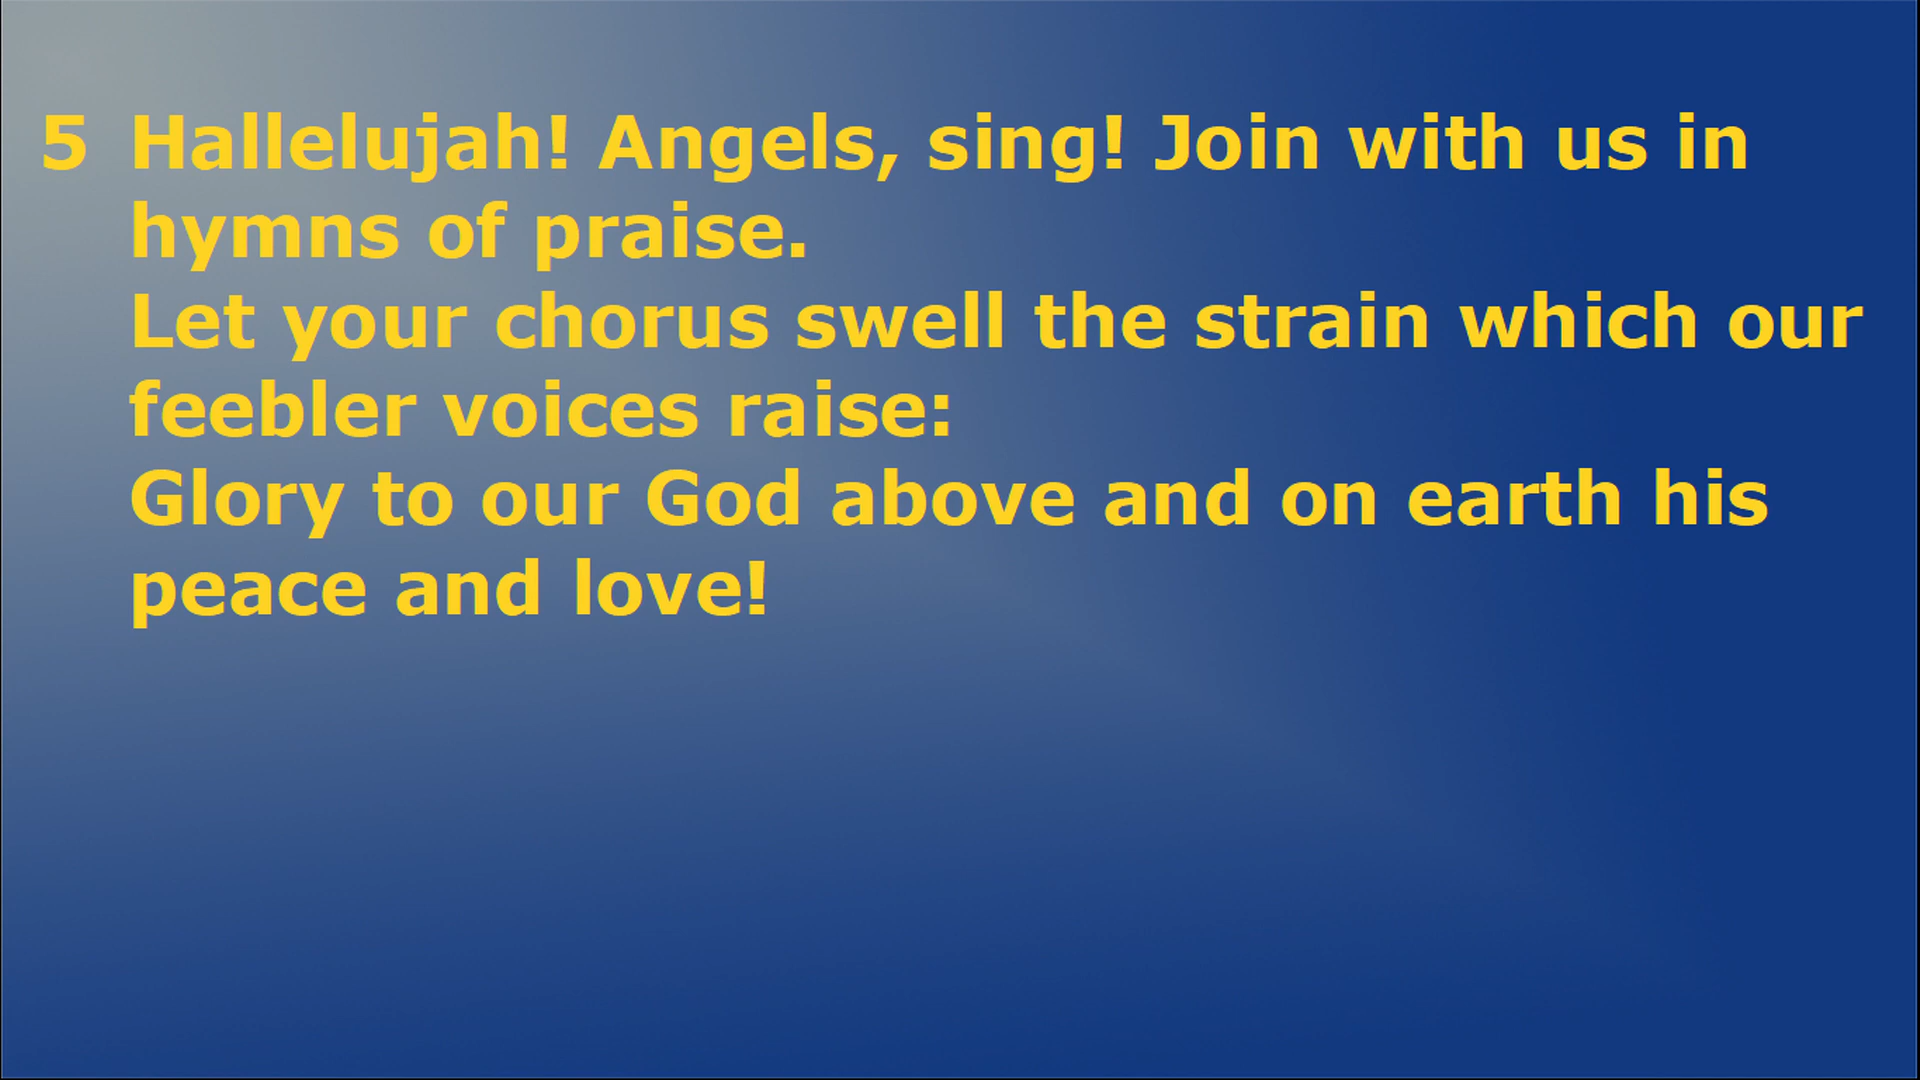 5 Hallelujah! Angels, sing! Join with us in
hymns of praise.
Let your chorus swell the strain which our
feebler voices raise:
Glory to our God above and on earth his
peace and love!